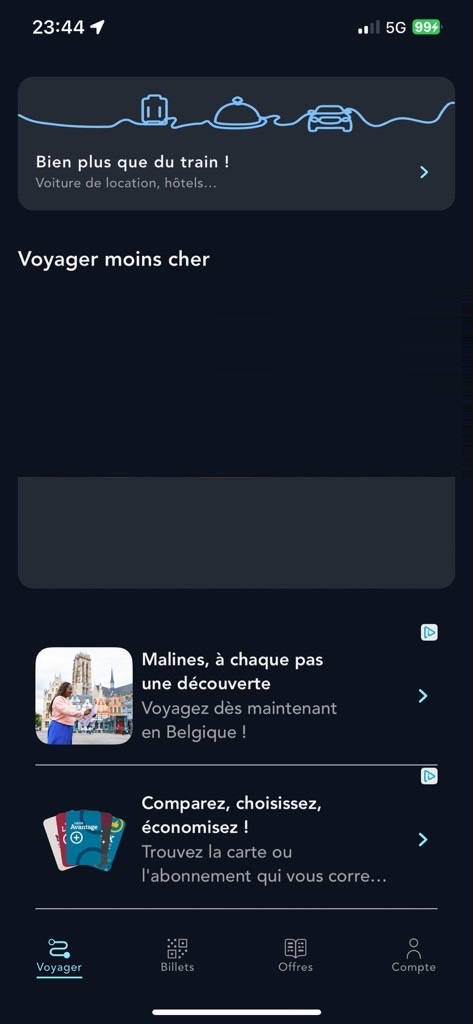 23:44
5G
99
Bien plus que du train !
Voiture de location, hôtels...
Voyager moins cher
Malines, à chaque pas
une découverte
Voyagez dès maintenant
en Belgique !
Comparez, choisissez,
économisez !
Avantage
Trouvez la carte ou
l'abonnement qui vous corre...
Voyager
Billets
Offres
Compte